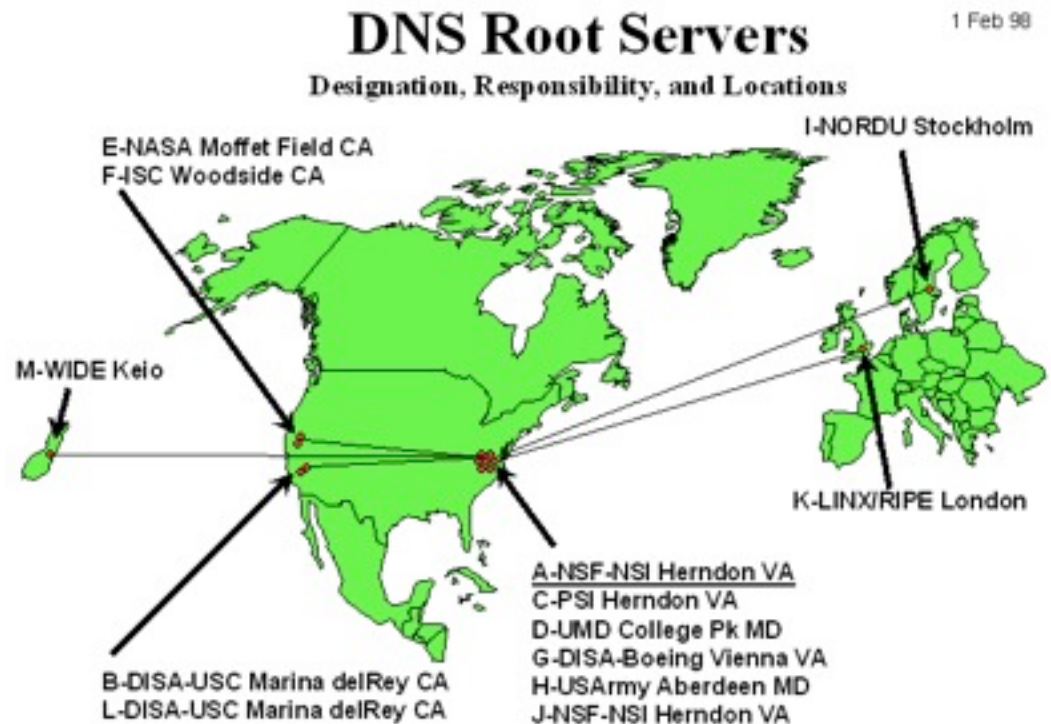 DNS Root Servers
1 Feb 98
Designation, Responsibility, and Locations
I-NORDU Stockholm
E-NASA Moffet Field CA
F-ISC Woodside CA
M-WIDE Keio
K-LINX/RIPE London
A-NSF-NSI Herndon VA
C-PSI Herndon VA
D-UMD College Pk MD
G-DISA-Boeing Vienna VA
H-USArmy Aberdeen MD
J-NSF-NSI Herndon VA
B-DISA-USC Marina delRey CA
L-DISA-USC Marina delRey CA